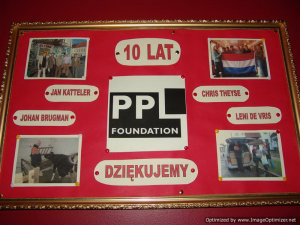 10 LAT
JAN KATTELER
CHRIS THEYSE
JOHAN BRUGMAN
LENI DE VRIS
PPL
FOUNDATION
DZIĘKUJEMY
Optimized by www.ImageOptimizer.net